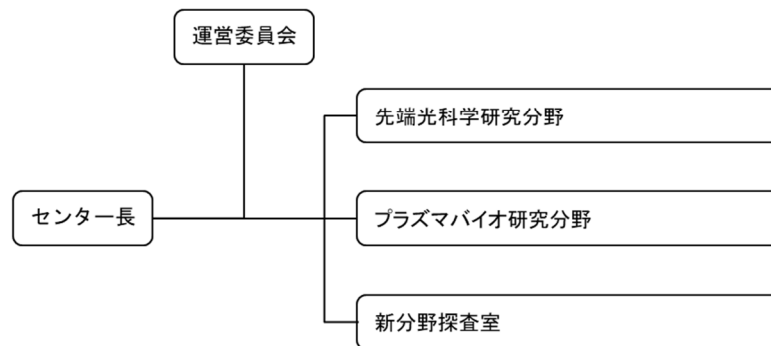 運営委員会
先端光科学研究分野
センター長
プラズマバイオ研究分野
新分野探査室